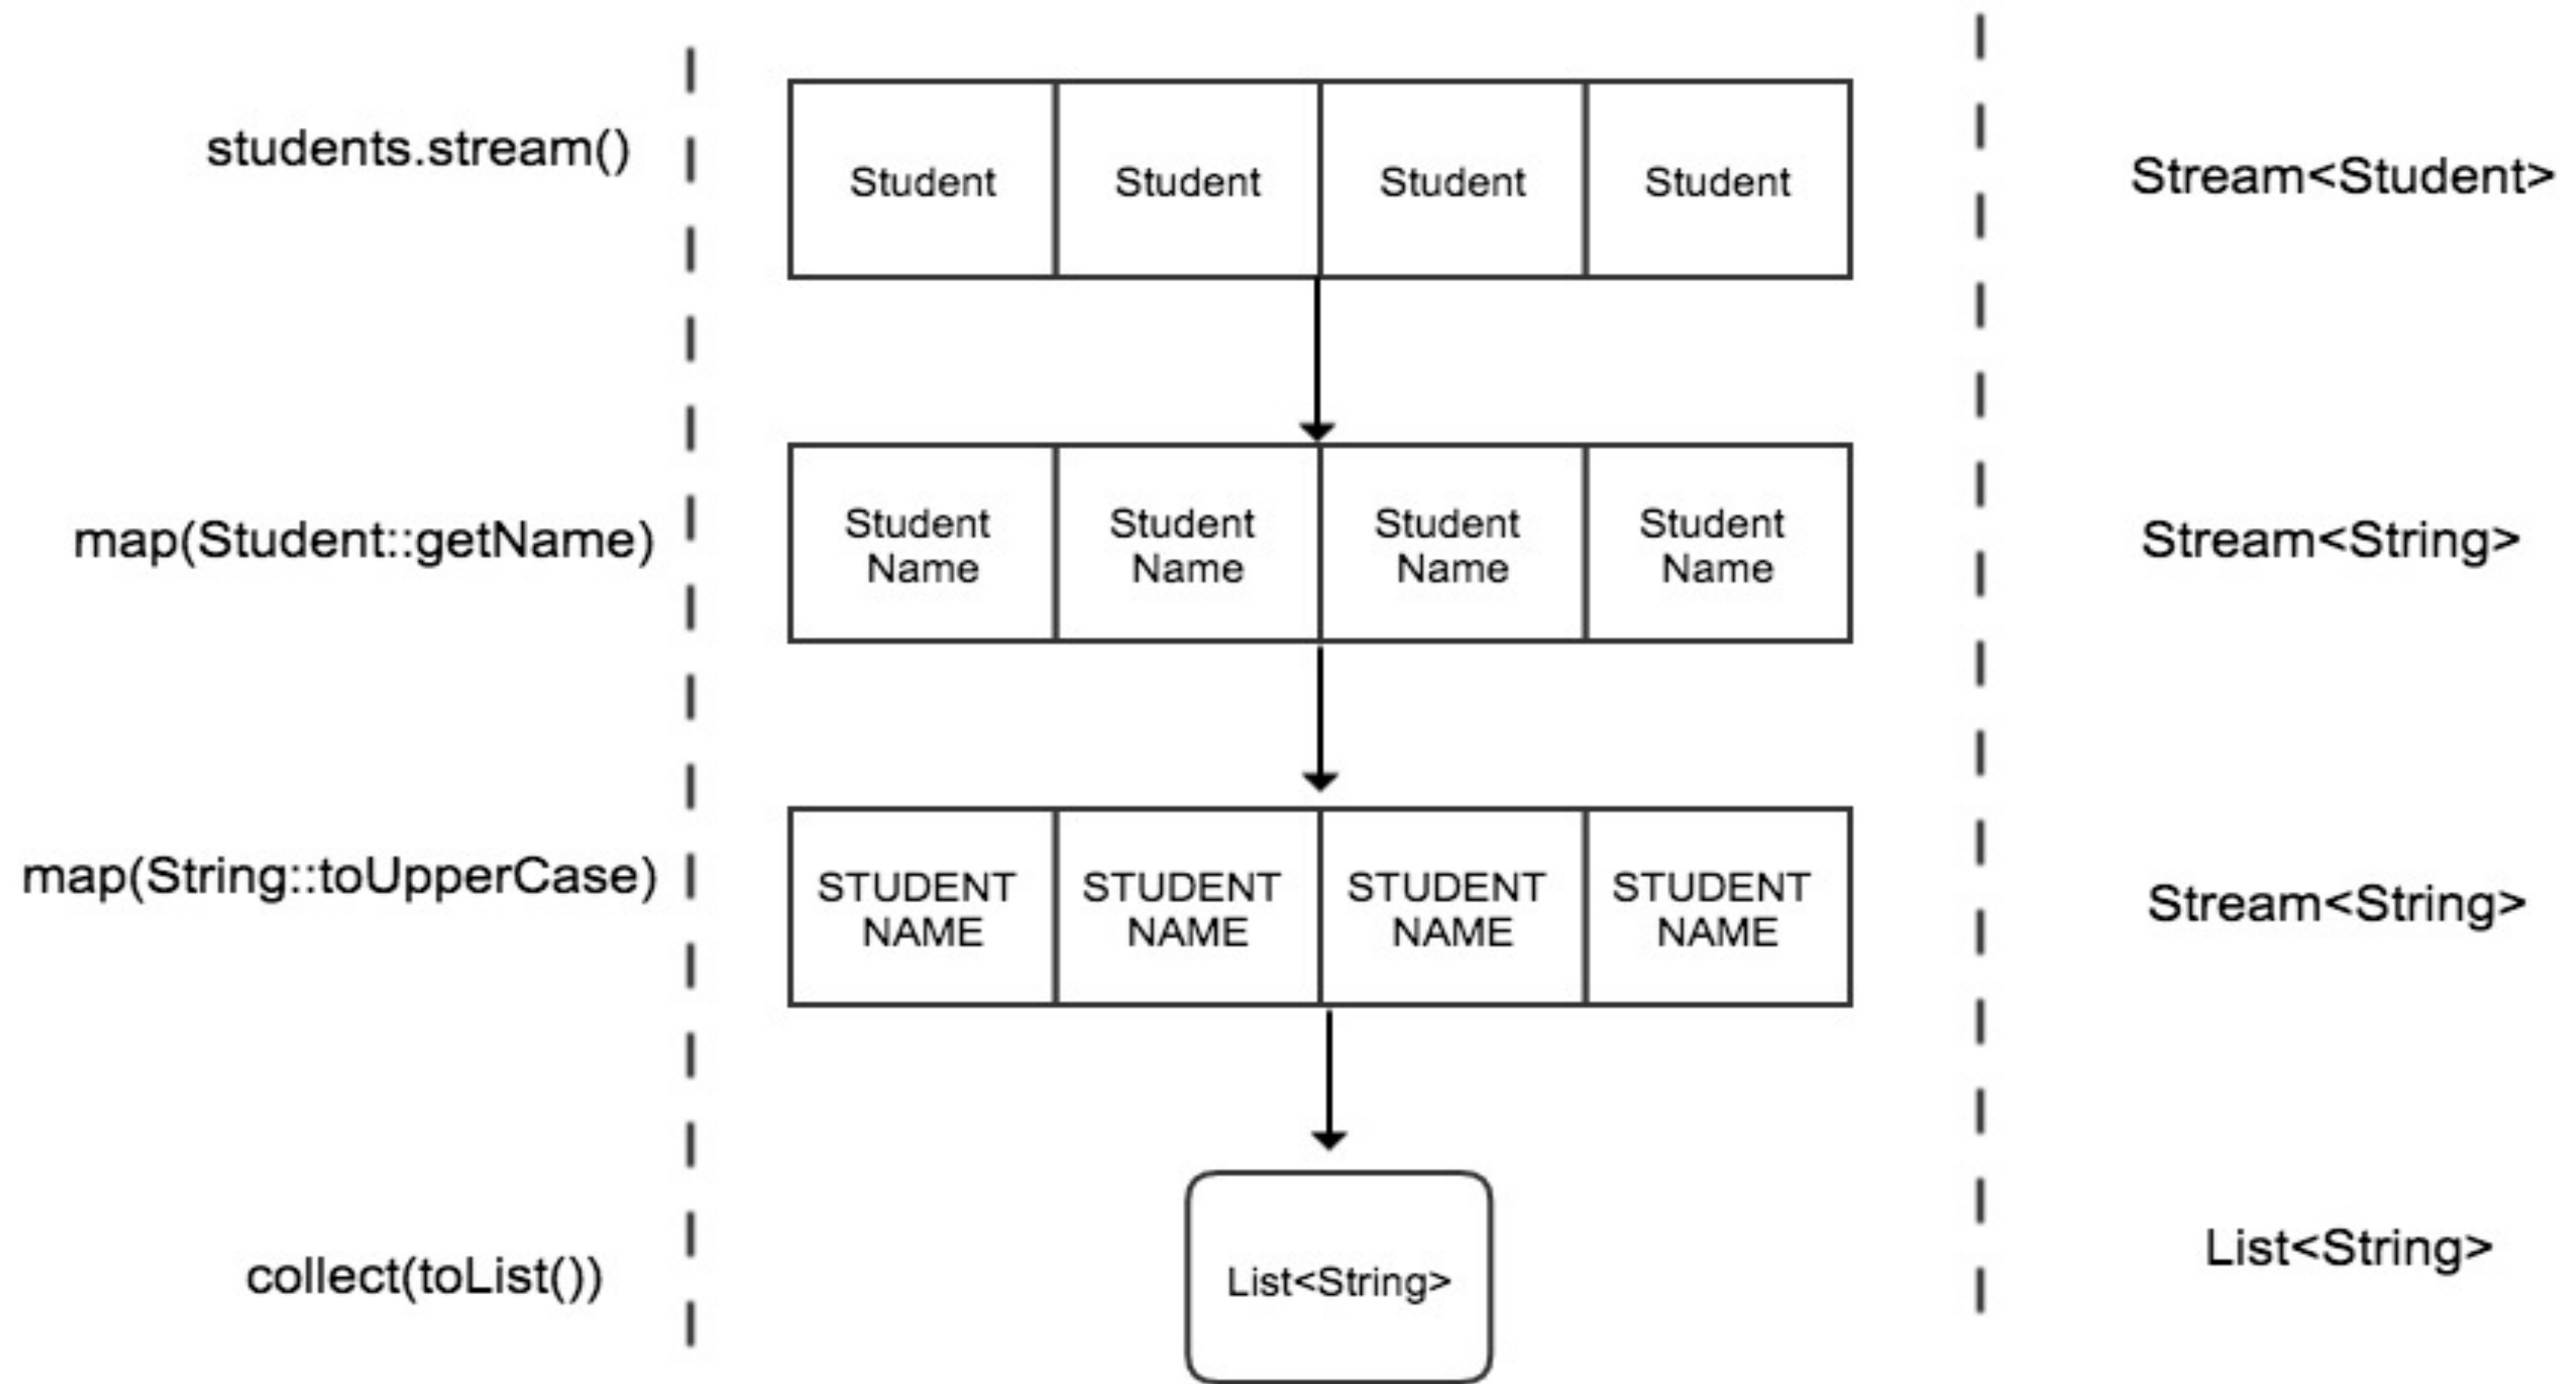 students.stream()
Student Student Student Student
Stream<Student>
map(Student::getName)
Student Student Student Student
Name Name Name Name
Stream<String>
map(String::toUpperCase)
STUDENT STUDENT STUDENT STUDENT
NAME NAME NAME NAME
Stream<String>
collect(toList())
List<String>
List<String>